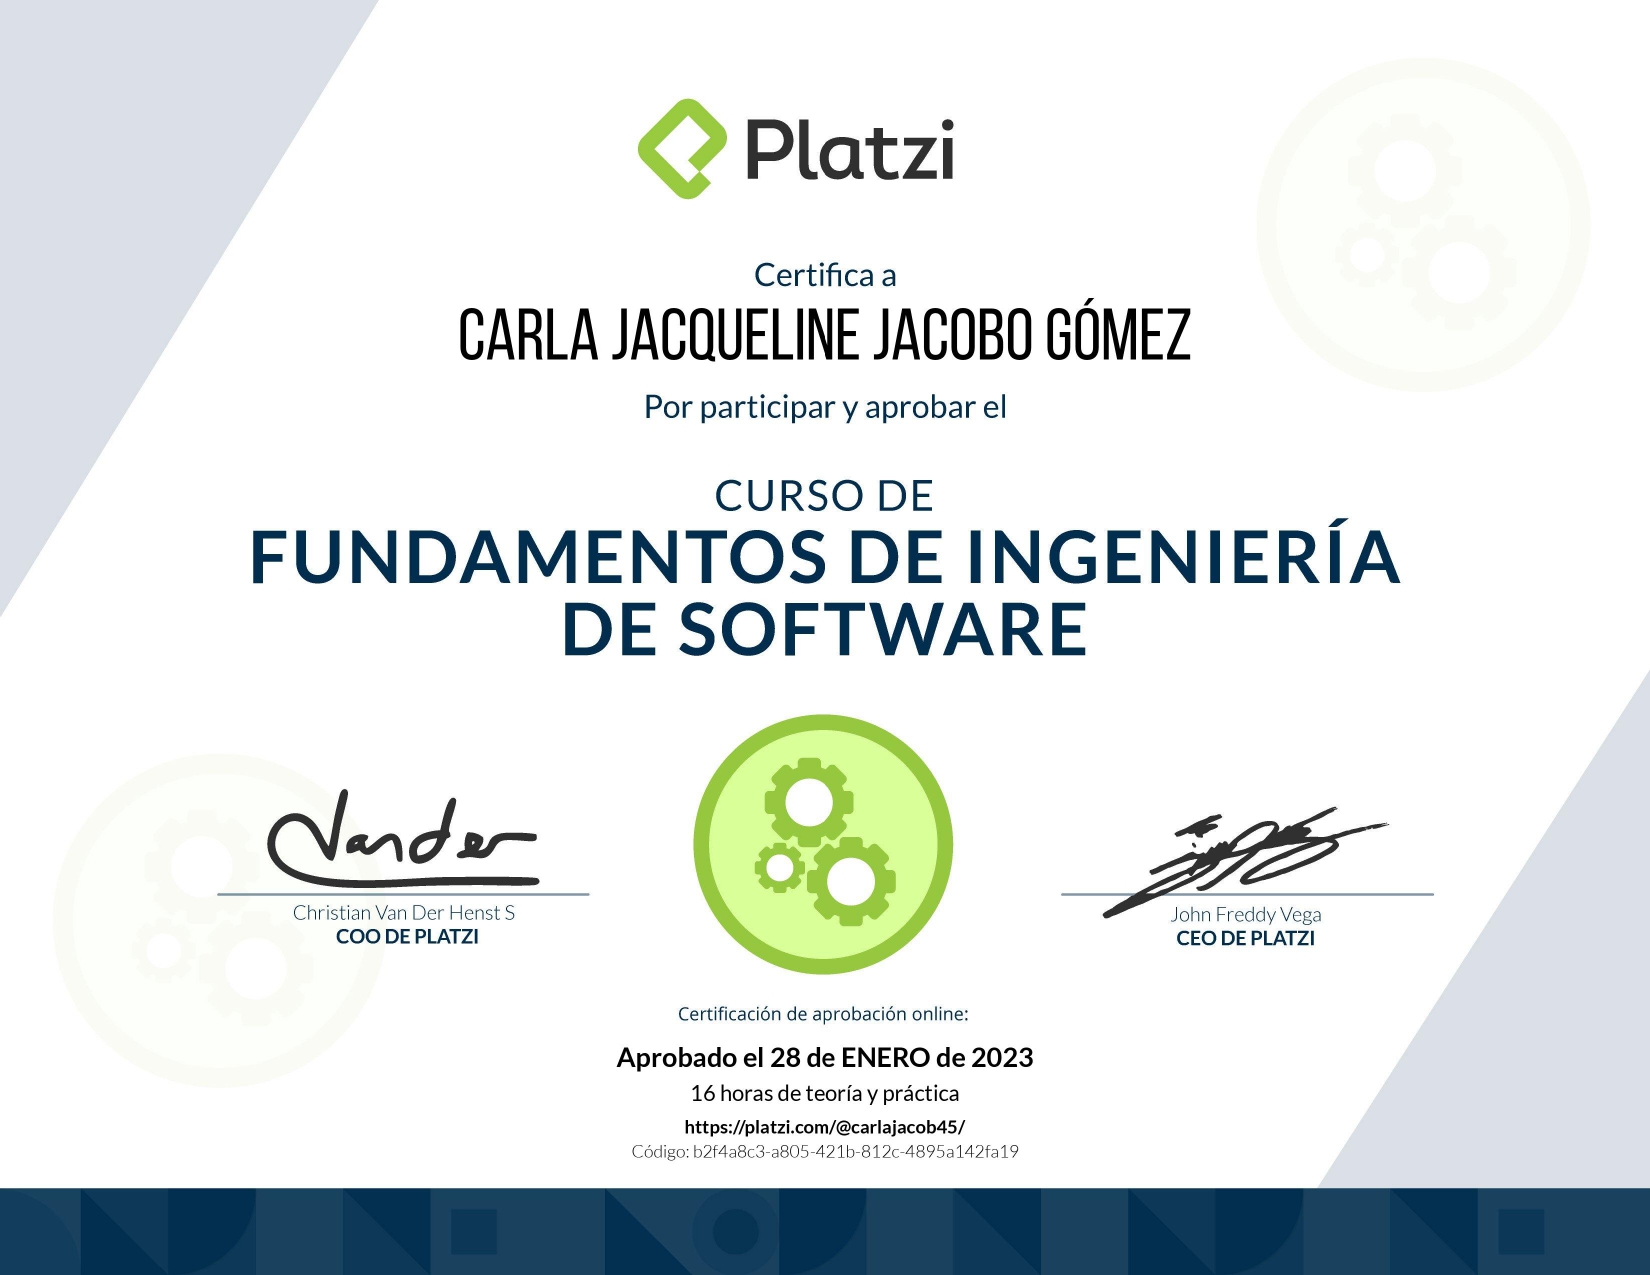 Platzi
Certifica a
CARLA JACQUELINE JACOBO GÓMEZ
Por participar y aprobar el
CURSO DE
FUNDAMENTOS DE INGENIERÍA
DE SOFTWARE
Vander
Christian Van Der Henst S
COO DE PLATZI
John Freddy Vega
CEO DE PLATZI
Certificación de aprobación online:
Aprobado el 28 de ENERO de 2023
16 horas de teoría y práctica
https://platzi.com/@carlajacob45/
Código: b2f4a8c3-a805-421b-812c-4895a142fa19